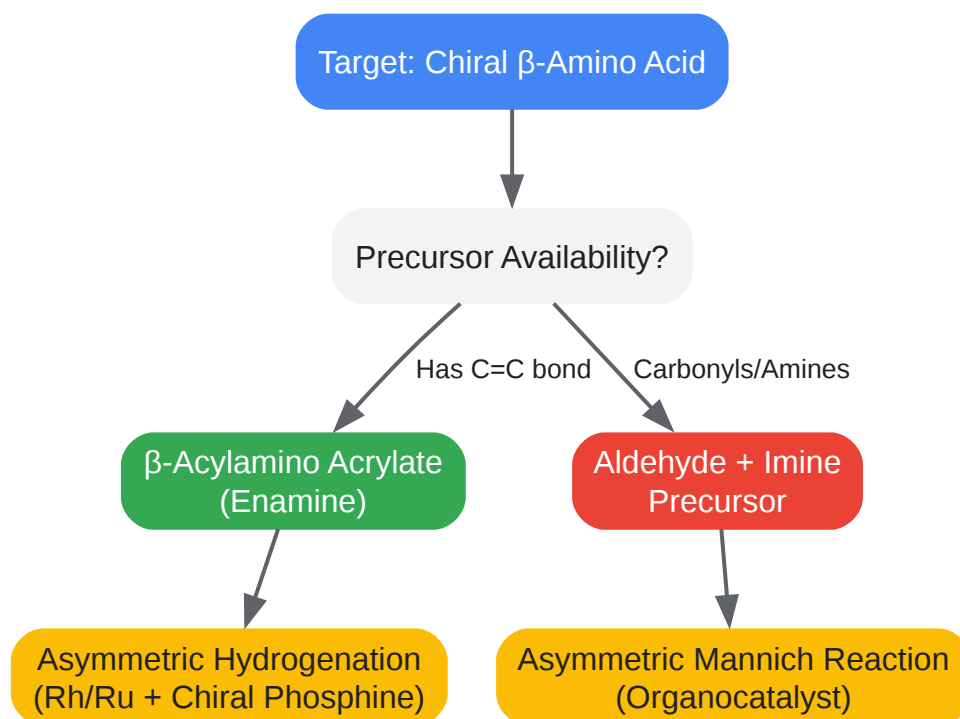 Target: Chiral β-Amino Acid
Precursor Availability?
Has C=C bond
Carbonyls/Amines
β-Acylamino Acrylate
(Enamine)
Aldehyde + Imine
Precursor
Asymmetric Hydrogenation
(Rh/Ru + Chiral Phosphine)
Asymmetric Mannich Reaction
(Organocatalyst)